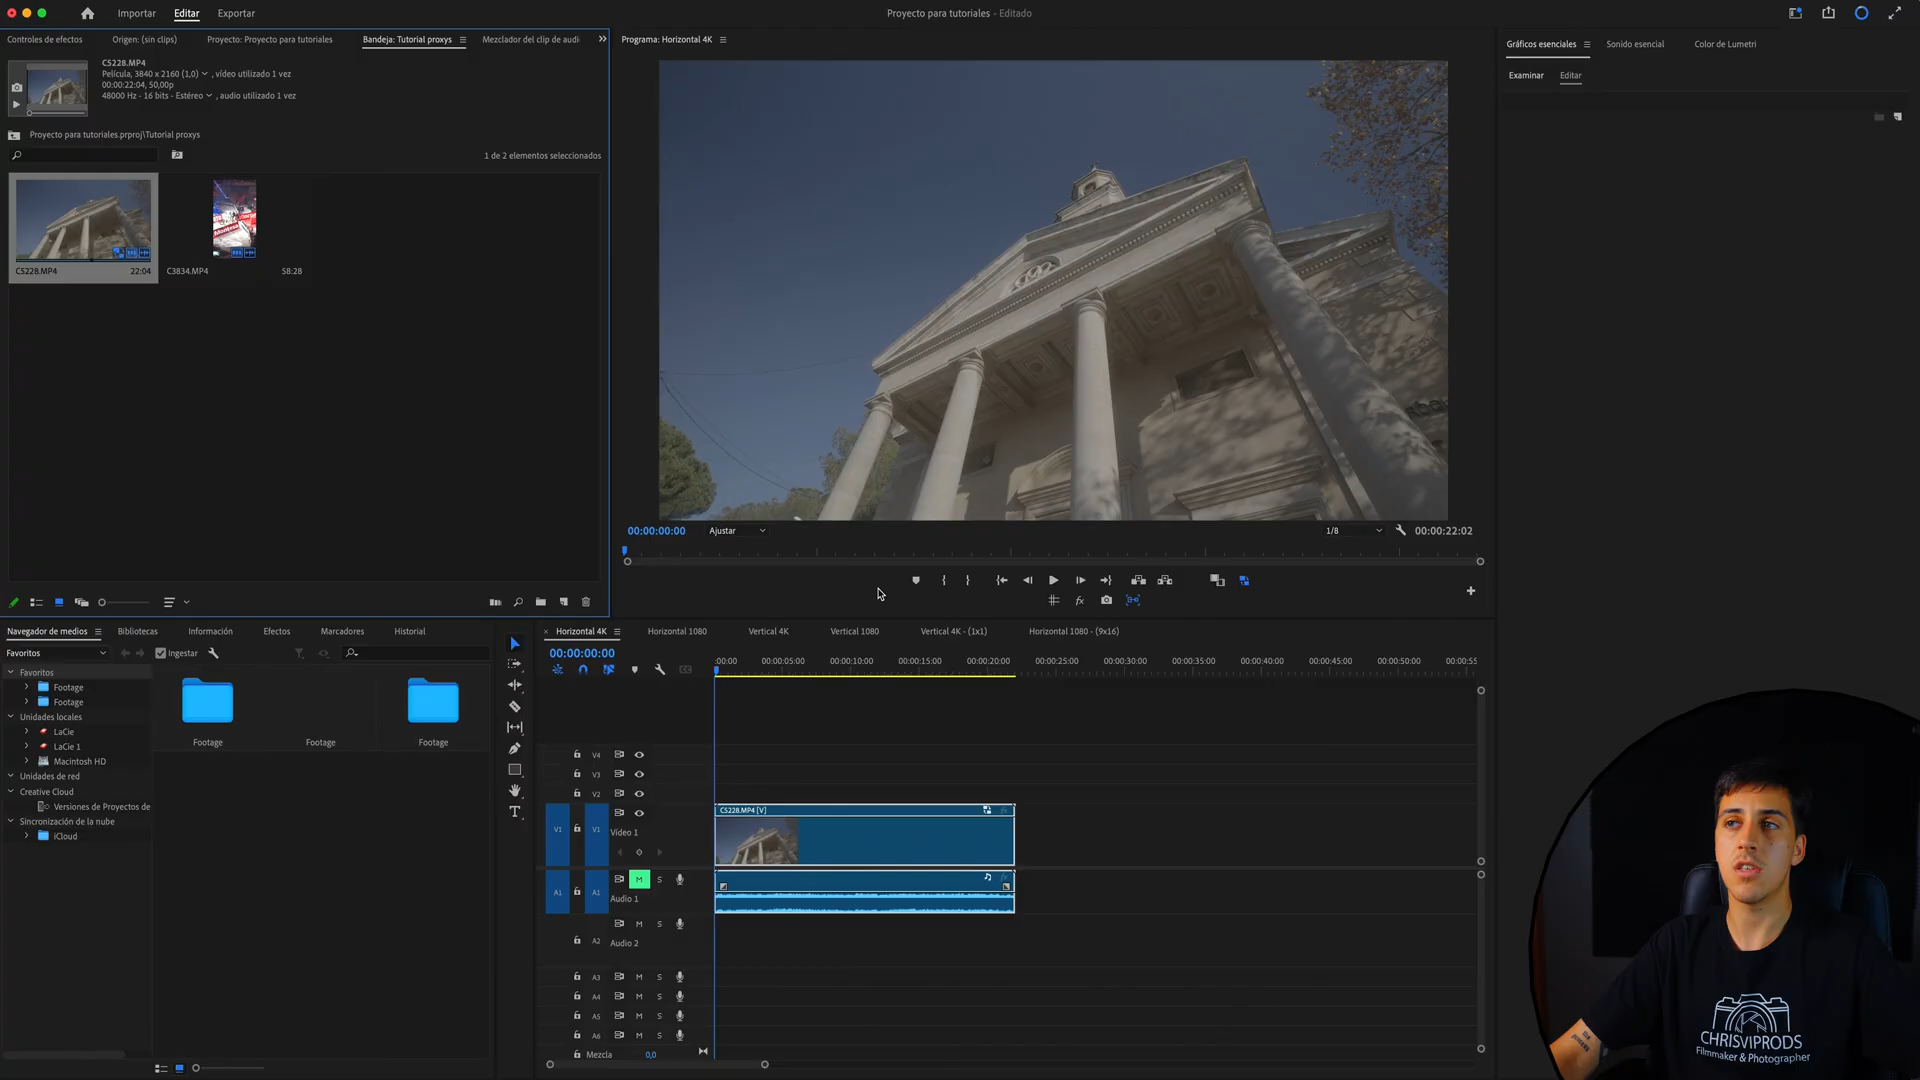 Importar
Editar
Exportar
Proyecto para tutoriales - Editado
Controles de efectos
Origen: (sin clips)
Proyecto: Proyecto para tutoriales
Bandeja: Tutorial proxys
Mezclador del clip de audi
C5228.MP4
Película, 3840 x 2160 (1,0) , vídeo utilizado 1 vez
00:00:22:04, 50,00p
48000 Hz - 16 bits - Estéreo , audio utilizado 1 vez
Proyecto para tutoriales.prproj\Tutorial proxys
1 de 2 elementos seleccionados
C5228.MP4 22:04
C3834.MP4 58:28
Programa: Horizontal 4K
00:00:00:00
Ajustar
1/8
00:00:22:02
Gráficos esenciales
Sonido esencial
Color de Lumetri
Examinar
Editar
Navegador de medios
Bibliotecas
Información
Efectos
Marcadores
Historial
Favoritos
Ingestar
Favoritos
Footage
Footage
Unidades locales
LaCie
LaCie 1
Macintosh HD
Unidades de red
Creative Cloud
Versiones de Proyectos de
Sincronización de la nube
iCloud
Footage
Footage
Footage
Horizontal 4K
Horizontal 1080
Vertical 4K
Vertical 1080
Vertical 4K - (1x1)
Horizontal 1080 - (9x16)
00:00:00:00
:00:00
00:00:05:00
00:00:10:00
00:00:15:00
00:00:20:00
00:00:25:00
00:00:30:00
00:00:35:00
00:00:40:00
00:00:45:00
00:00:50:00
00:00:55
V4
V3
V2
V1 V1
Vídeo 1
C5228.MP4 [V]
A1 A1 M S
Audio 1
M S
A2
Audio 2
A3 M S
A4 M S
A5 M S
A6 M S
Mezcla 0,0
CHRISVIPRODS
Filmmaker & Photographer